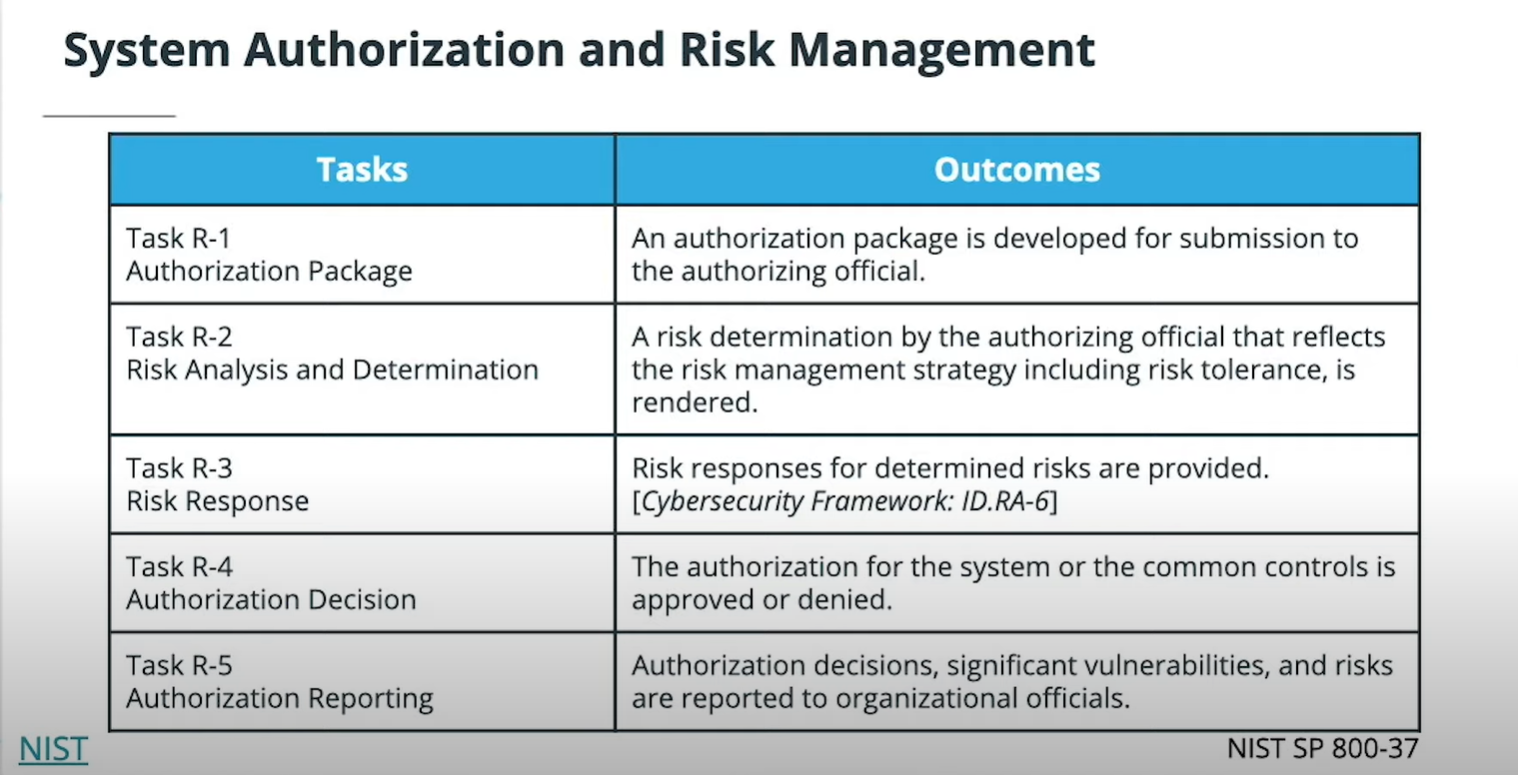 System Authorization and Risk Management
Tasks
Outcomes
Task R-1
Authorization Package
An authorization package is developed for submission to
the authorizing official.
Task R-2
Risk Analysis and Determination
A risk determination by the authorizing official that reflects
the risk management strategy including risk tolerance, is
rendered.
Task R-3
Risk Response
Risk responses for determined risks are provided.
[Cybersecurity Framework: ID.RA-6]
Task R-4
Authorization Decision
The authorization for the system or the common controls is
approved or denied.
Task R-5
Authorization Reporting
Authorization decisions, significant vulnerabilities, and risks
are reported to organizational officials.
NIST
NIST SP 800-37